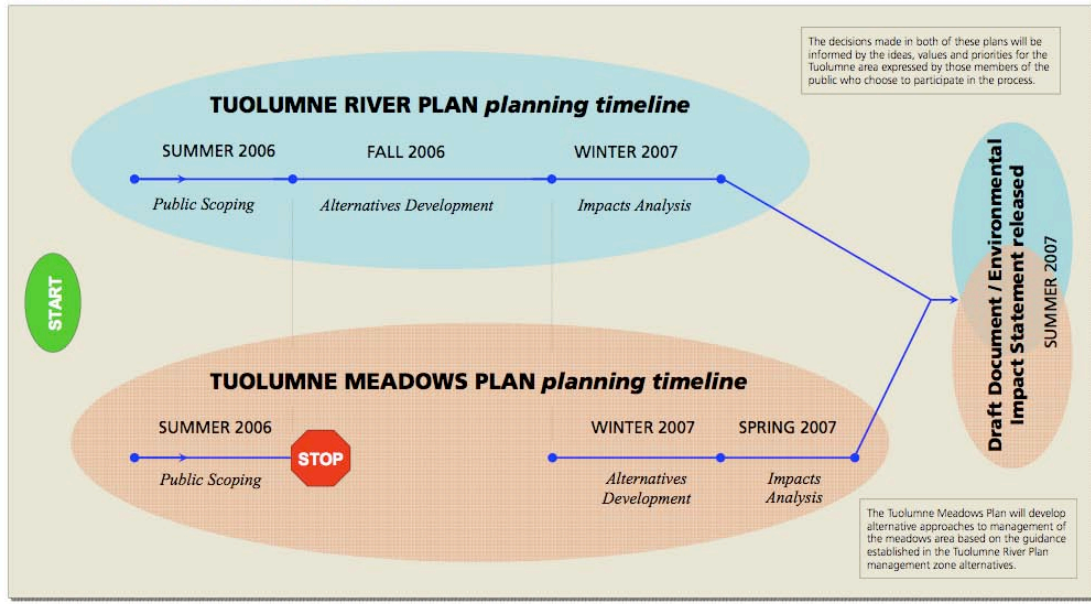 The decisions made in both of these plans will be
informed by the ideas, values and priorities for the
Tuolumne area expressed by those members of the
public who choose to participate in the process.
TUOLUMNE RIVER PLAN planning timeline
SUMMER 2006
FALL 2006
WINTER 2007
Public Scoping
Alternatives Development
Impacts Analysis
START
Draft Document / Environmental
Impact Statement released
SUMMER 2007
TUOLUMNE MEADOWS PLAN planning timeline
SUMMER 2006
WINTER 2007
SPRING 2007
STOP
Public Scoping
Alternatives
Development
Impacts
Analysis
The Tuolumne Meadows Plan will develop
alternative approaches to management of
the meadows area based on the guidance
established in the Tuolumne River Plan
management zone alternatives.